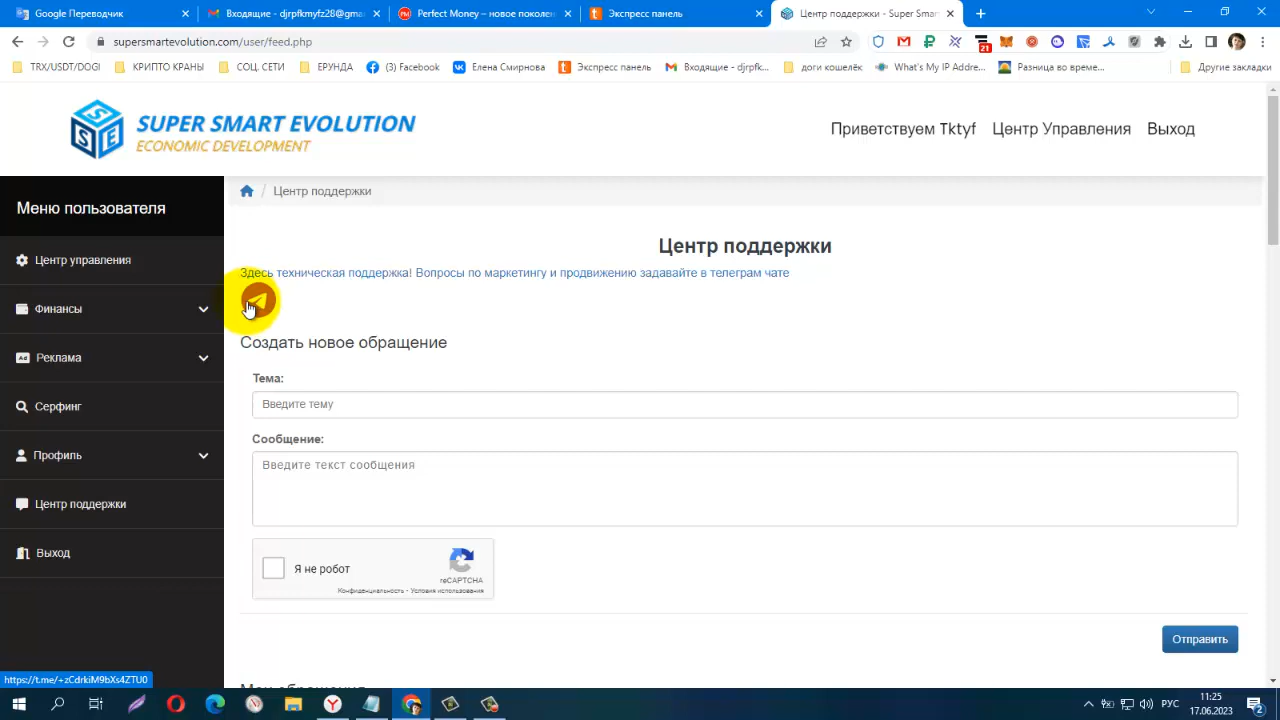 Google Переводчик
Входящие - djrpfkmyfz28@gma
Perfect Money – новое поколен
Экспресс панель
Центр поддержки - Super Smar
supersmartevolution.com/user/feed.php
21
TRX/USDT/DOGI
КРИПТО КРАНЫ
СОЦ. СЕТИ
ЕРУНДА
(3) Facebook
Елена Смирнова
Экспресс панель
Входящие - djrpfk...
доги кошелёк
What's My IP Addre...
Разница во време...
Другие закладки
SUPER SMART EVOLUTION
ECONOMIC DEVELOPMENT
Приветствуем Tktyf
Центр Управления
Выход
Меню пользователя
Центр поддержки
Центр управления
Финансы
Реклама
Серфинг
Профиль
Центр поддержки
Выход
Центр поддержки
Здесь техническая поддержка! Вопросы по маркетингу и продвижению задавайте в телеграм чате
Создать новое обращение
Тема:
Введите тему
Сообщение:
Введите текст сообщения
Я не робот
reCAPTCHA
Конфиденциальность - Условия использования
Отправить
https://t.me/+zCdrkiM9bXs4ZTU0
РУС
11:25
17.06.2023
2